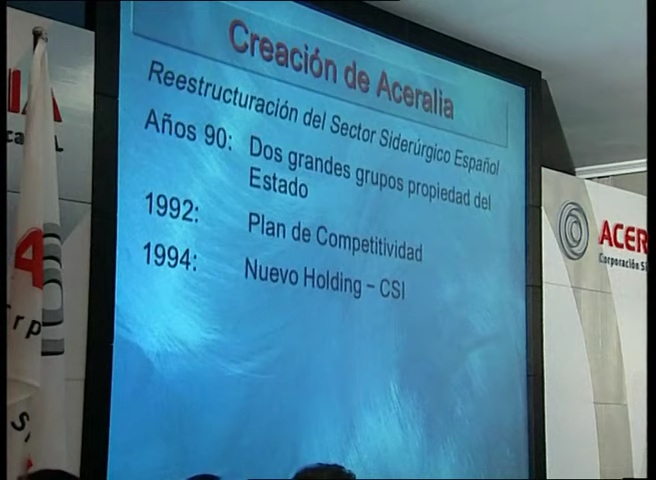 Creación de Aceralia
Reestructuración del Sector Siderúrgico Español
Años 90: Dos grandes grupos propiedad del
Estado
1992: Plan de Competitividad
1994: Nuevo Holding – CSI
ACER
Corporación